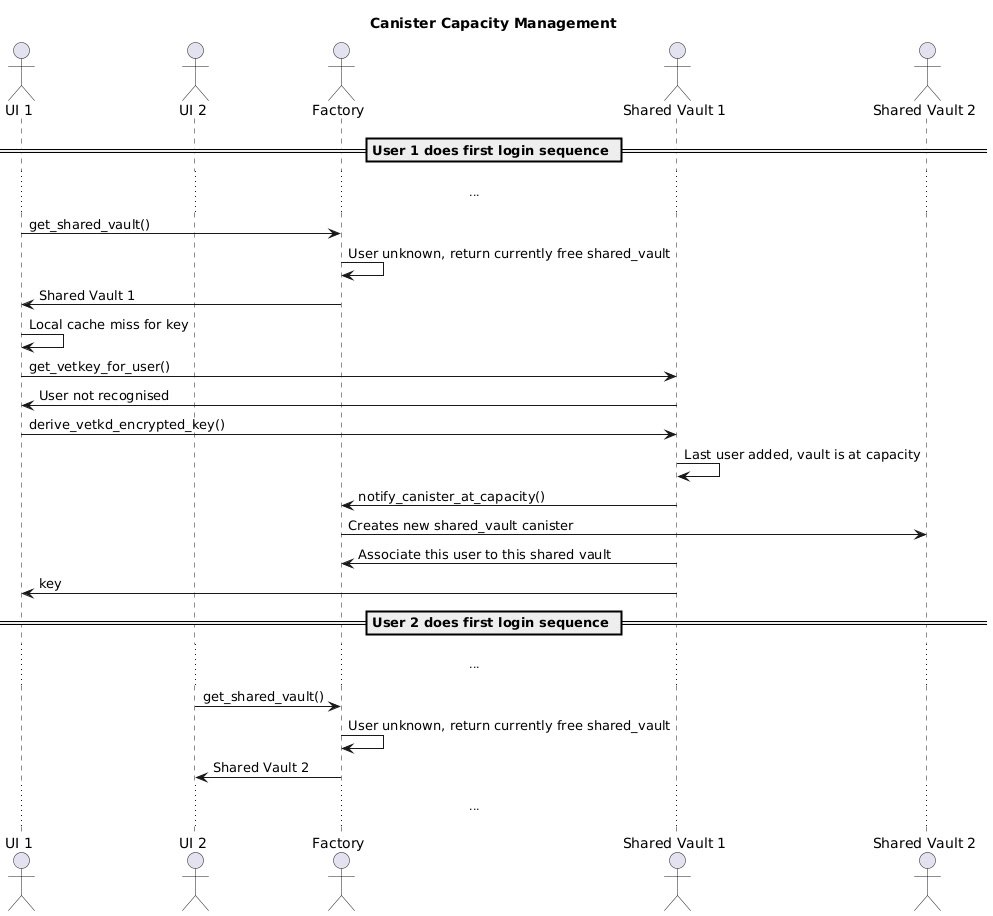 Canister Capacity Management
UI 1
UI 2
Factory
Shared Vault 1
Shared Vault 2
User 1 does first login sequence
...
get_shared_vault()
User unknown, return currently free shared_vault
Shared Vault 1
Local cache miss for key
get_vetkey_for_user()
User not recognised
derive_vetkd_encrypted_key()
Last user added, vault is at capacity
notify_canister_at_capacity()
Creates new shared_vault canister
Associate this user to this shared vault
key
User 2 does first login sequence
...
get_shared_vault()
User unknown, return currently free shared_vault
Shared Vault 2
...
UI 1
UI 2
Factory
Shared Vault 1
Shared Vault 2